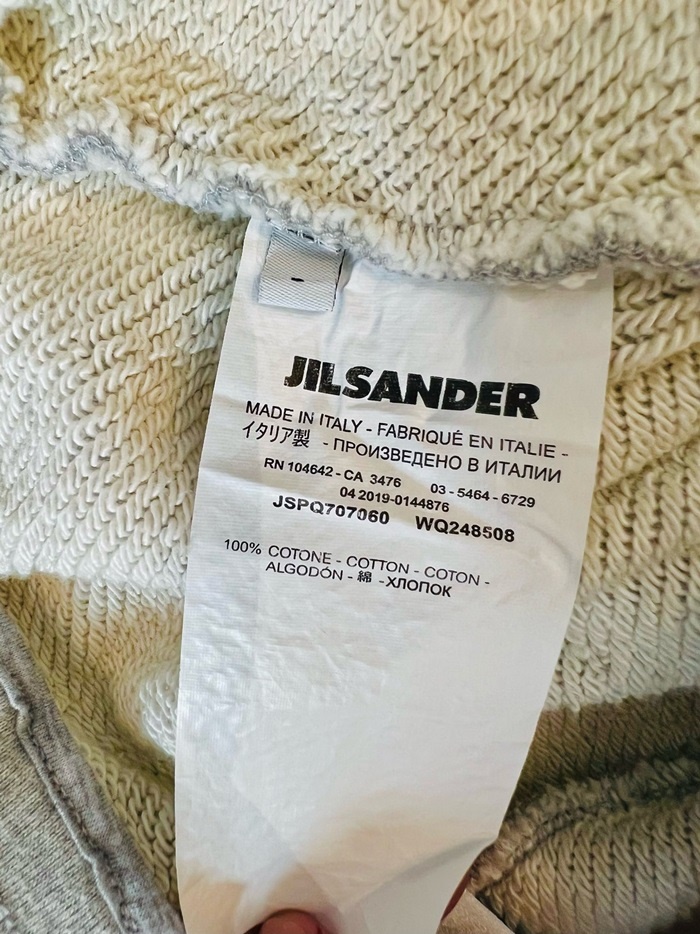 JILSANDER
MADE IN ITALY - FABRIQUÉ EN ITALIE -
イタリア製 - ПРОИЗВЕДЕНО В ИТАЛИИ
RN 104642 - CA 3476 03 - 5464 - 6729
04 2019-0144876
JSPQ707060 WQ248508
100% COTONE - COTTON - COTON -
ALGODÓN - 綿 - ХЛОПОК